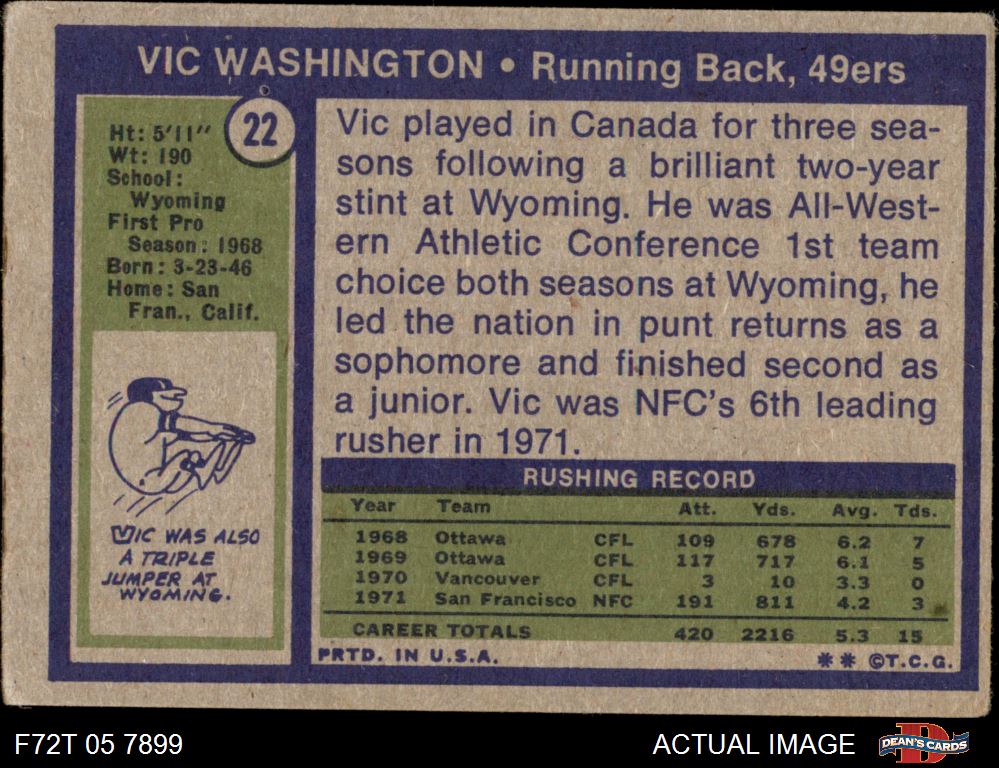 VIC WASHINGTON • Running Back, 49ers
22
Ht: 5'11"
Wt: 190
School:
Wyoming
First Pro
Season: 1968
Born: 3-23-46
Home: San
Fran., Calif.
VIC WAS ALSO
A TRIPLE
JUMPER AT
WYOMING.
Vic played in Canada for three sea-
sons following a brilliant two-year
stint at Wyoming. He was All-West-
ern Athletic Conference 1st team
choice both seasons at Wyoming, he
led the nation in punt returns as a
sophomore and finished second as
a junior. Vic was NFC's 6th leading
rusher in 1971.
RUSHING RECORD
Year Team Att. Yds. Avg. Tds.
1968 Ottawa CFL 109 678 6.2 7
1969 Ottawa CFL 117 717 6.1 5
1970 Vancouver CFL 3 10 3.3 0
1971 San Francisco NFC 191 811 4.2 3
CAREER TOTALS 420 2216 5.3 15
PRTD. IN U.S.A. ** ©T.C.G.
F72T 05 7899 ACTUAL IMAGE DEAN'S CARDS